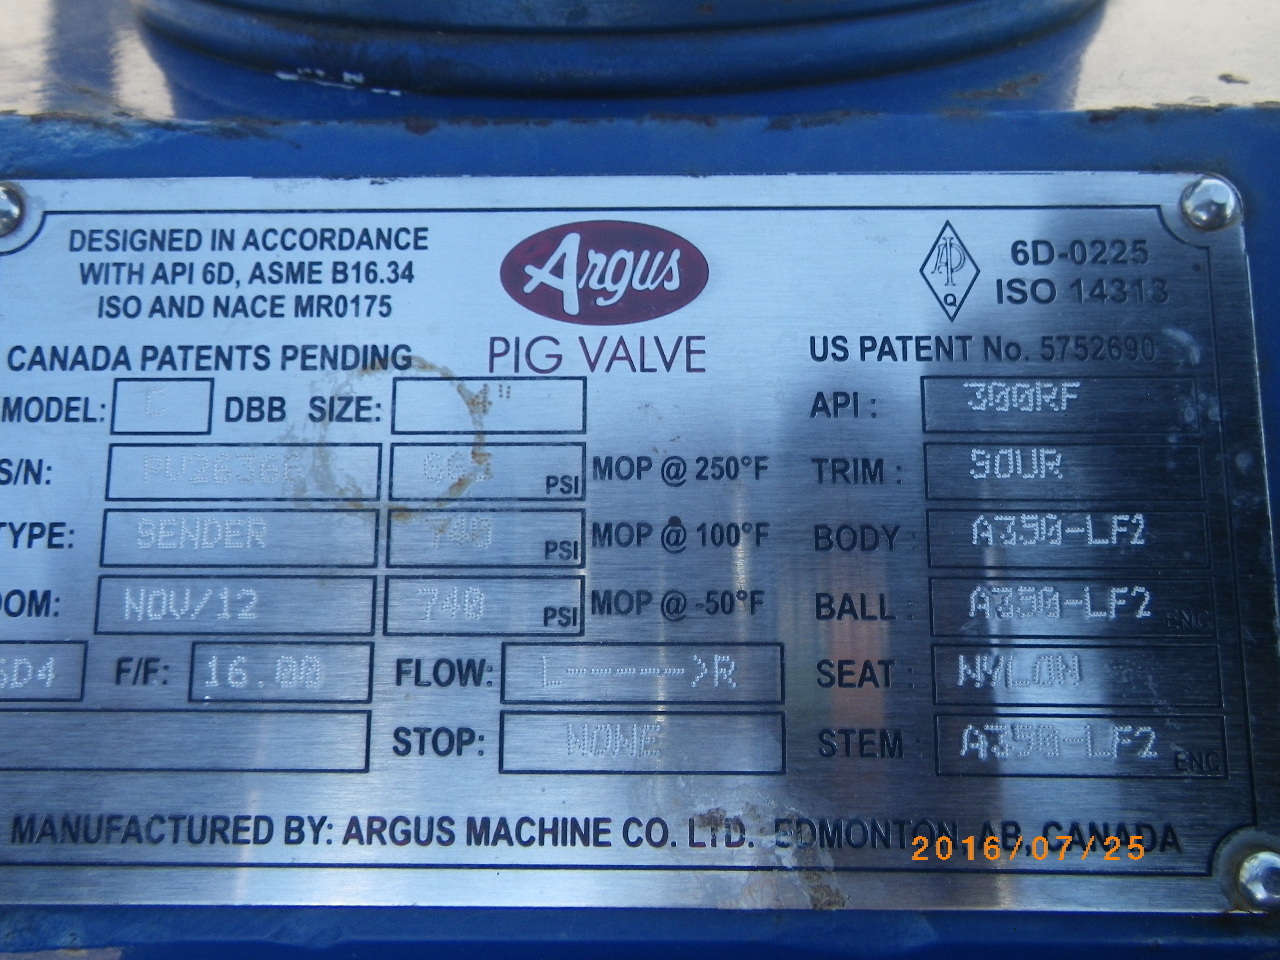 DESIGNED IN ACCORDANCE
WITH API 6D, ASME B16.34
ISO AND NACE MR0175
Argus
6D-0225
ISO 14313
API
Q
CANADA PATENTS PENDING
PIG VALVE
US PATENT No. 5752690
MODEL: C DBB SIZE: 4" API: 300RF
S/N: PSI MOP @ 250°F TRIM: SOUR
TYPE: SENDER 740 PSI MOP @ 100°F BODY A350-LF2
DOM: NOV/12 740 PSI MOP @ -50°F BALL: A350-LF2 ENC
F/F: 16.00 FLOW: L----->R SEAT: NYLON
STOP: NONE STEM A350-LF2 ENC
MANUFACTURED BY: ARGUS MACHINE CO. LTD. EDMONTON, AB, CANADA
2016/07/25